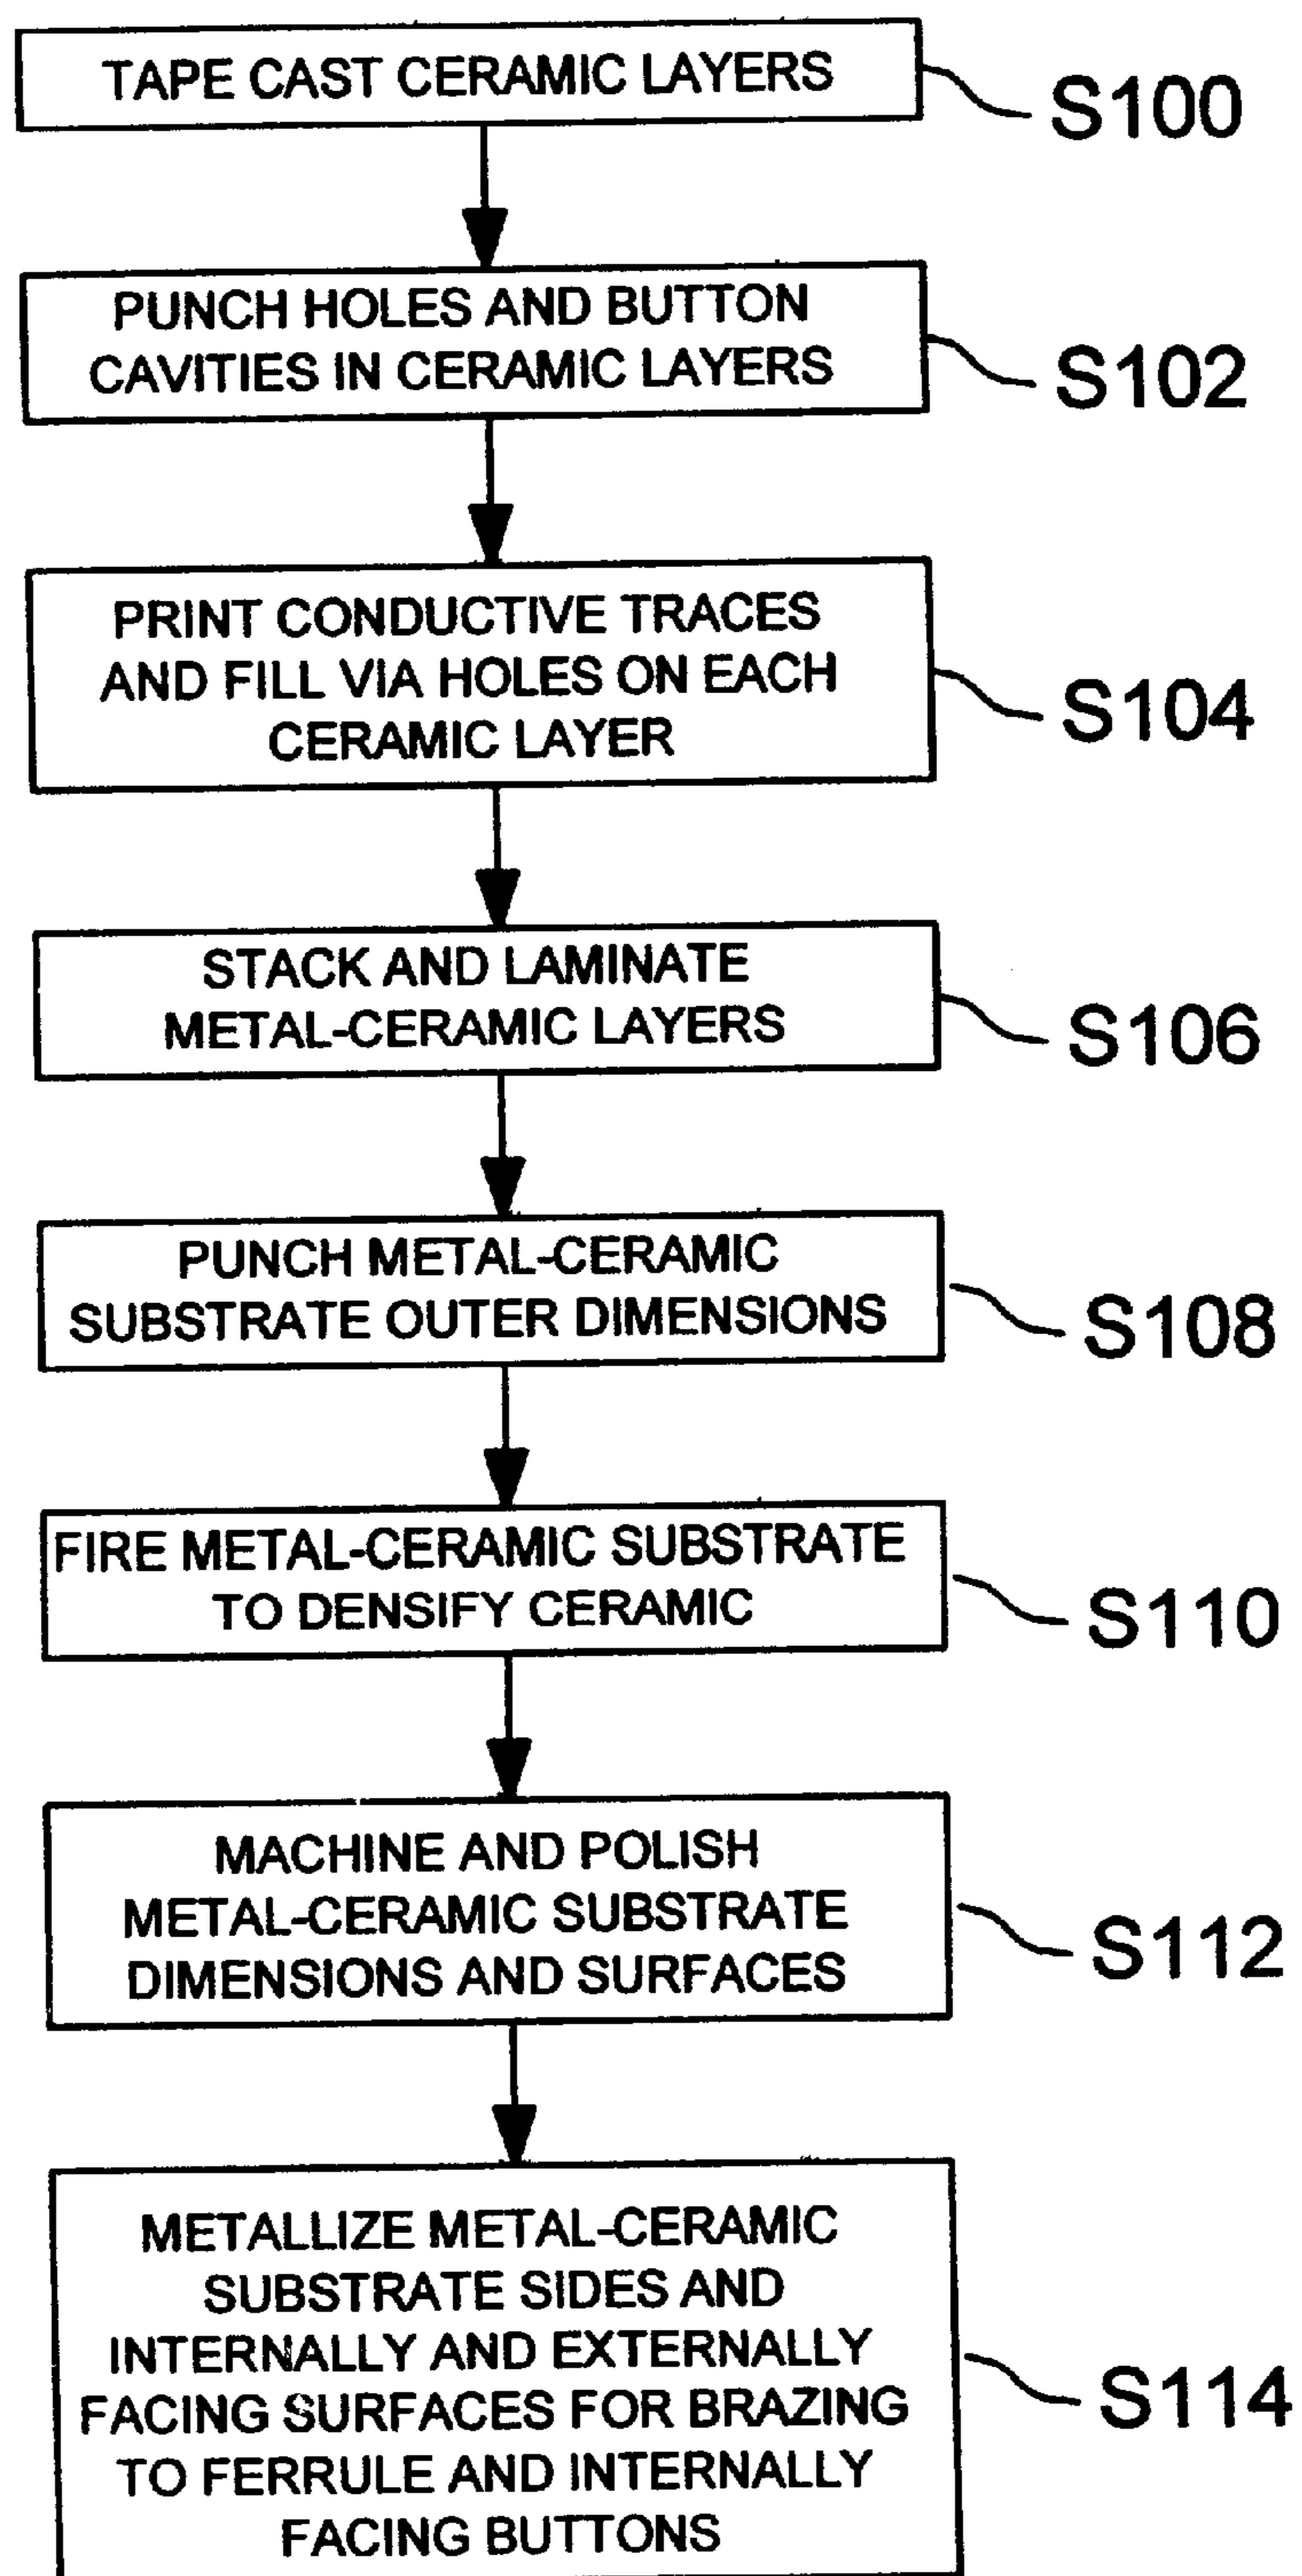 TAPE CAST CERAMIC LAYERS
S100
PUNCH HOLES AND BUTTON
CAVITIES IN CERAMIC LAYERS
S102
PRINT CONDUCTIVE TRACES
AND FILL VIA HOLES ON EACH
CERAMIC LAYER
S104
STACK AND LAMINATE
METAL-CERAMIC LAYERS
S106
PUNCH METAL-CERAMIC
SUBSTRATE OUTER DIMENSIONS
S108
FIRE METAL-CERAMIC SUBSTRATE
TO DENSIFY CERAMIC
S110
MACHINE AND POLISH
METAL-CERAMIC SUBSTRATE
DIMENSIONS AND SURFACES
S112
METALLIZE METAL-CERAMIC
SUBSTRATE SIDES AND
INTERNALLY AND EXTERNALLY
FACING SURFACES FOR BRAZING
TO FERRULE AND INTERNALLY
FACING BUTTONS
S114